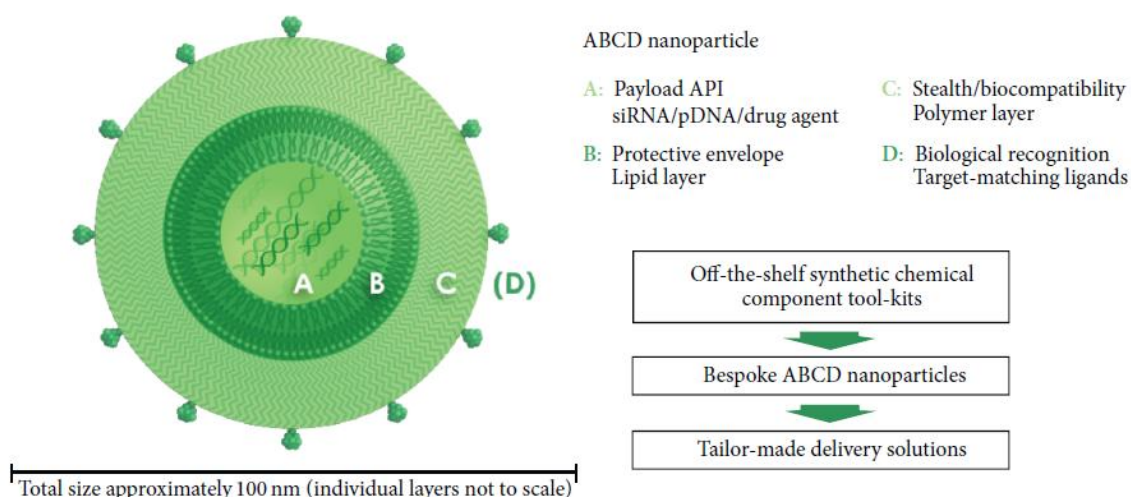 ABCD nanoparticle
A: Payload API
siRNA/pDNA/drug agent
B: Protective envelope
Lipid layer
C: Stealth/biocompatibility
Polymer layer
D: Biological recognition
Target-matching ligands
A
B
C
(D)
Off-the-shelf synthetic chemical
component tool-kits
Bespoke ABCD nanoparticles
Tailor-made delivery solutions
Total size approximately 100 nm (individual layers not to scale)